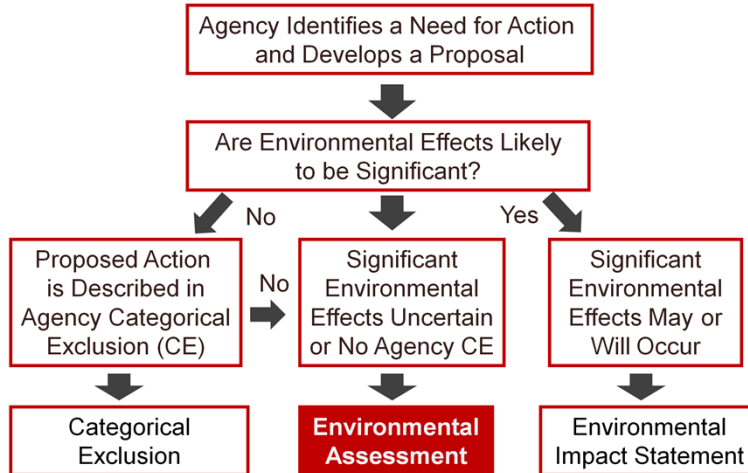 Agency Identifies a Need for Action
and Develops a Proposal
Are Environmental Effects Likely
to be Significant?
No
Yes
Proposed Action
is Described in
Agency Categorical
Exclusion (CE)
No
Significant
Environmental
Effects Uncertain
or No Agency CE
Significant
Environmental
Effects May or
Will Occur
Categorical
Exclusion
Environmental
Assessment
Environmental
Impact Statement